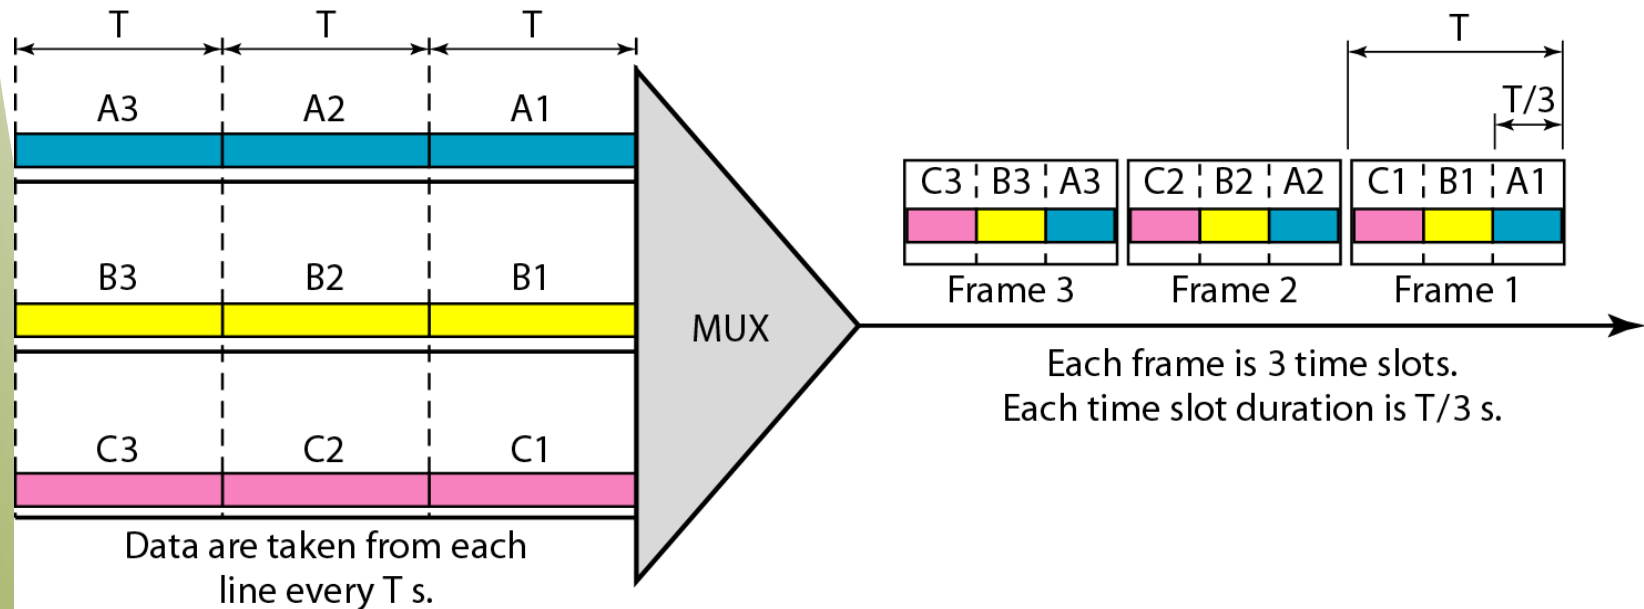 T T T
T
T/3
A3 A2 A1
C3 B3 A3 C2 B2 A2 C1 B1 A1
Frame 3 Frame 2 Frame 1
B3 B2 B1
MUX
Each frame is 3 time slots.
Each time slot duration is T/3 s.
C3 C2 C1
Data are taken from each
line every T s.